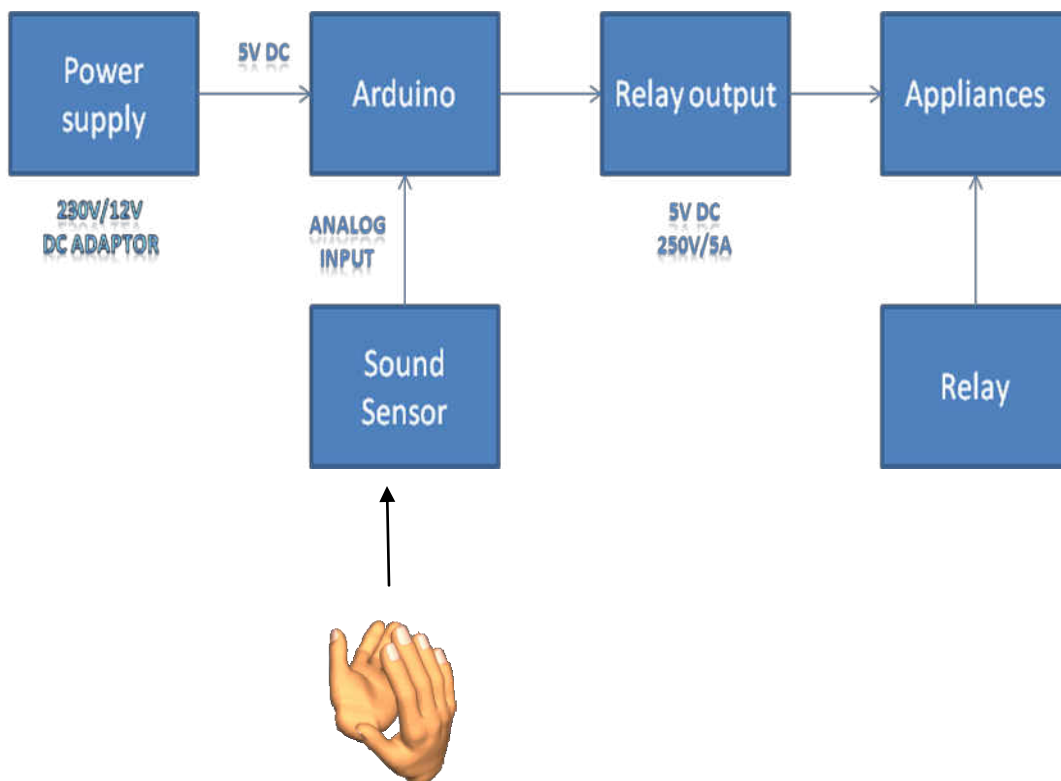 Power
supply
5V DC
Arduino
Relay output
Appliances
230V/12V
DC ADAPTOR
ANALOG
INPUT
5V DC
250V/5A
Sound
Sensor
Relay